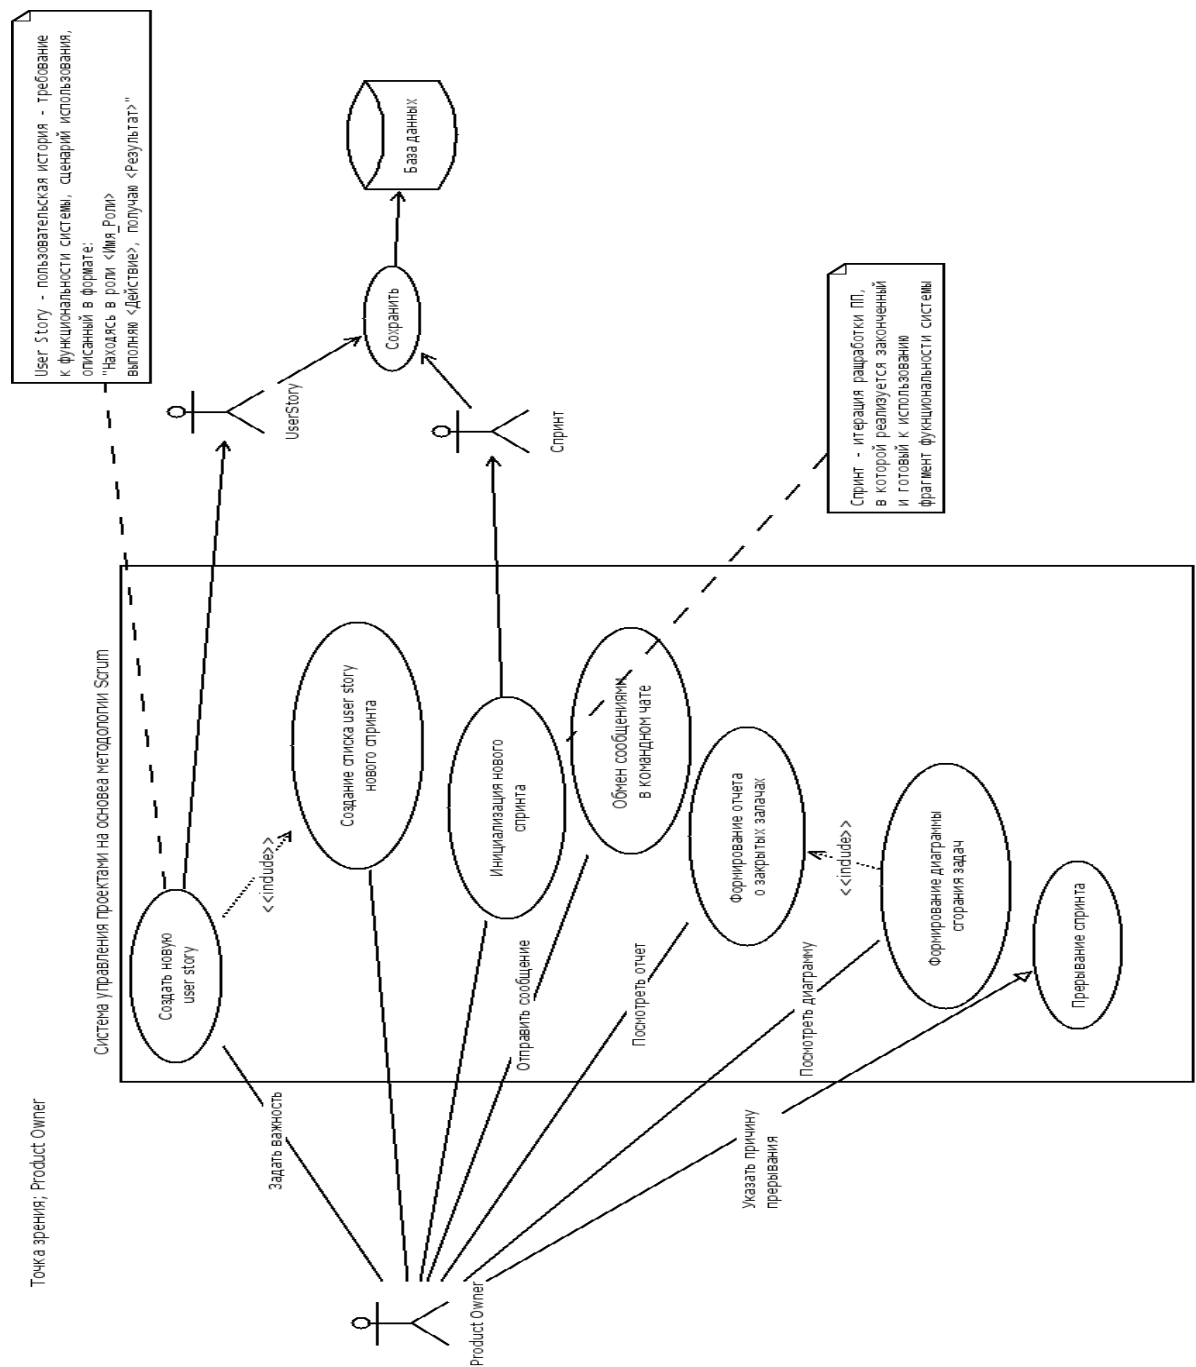 Точка зрения; Product Owner
Система управления проектами на основеа методологии Scrum
User Story - пользовательская история - требование
к функциональности системы, сценарий использования,
описанный в формате:
"Находясь в роли <Имя_Роли>
выполняю <Действие>, получаю <Результат>"
Product Owner
Задать важность
Отправить сообщение
Посмотреть отчет
Посмотреть диаграмму
Указать причину
прерывания
Создать новую
user story
<<include>>
Создание списка user story
нового спринта
Инициализация нового
спринта
Обмен сообщениями
в командном чате
Формирование отчета
о закрытых залачах
<<include>>
Формирование диаграммы
сгорания задач
Прерывание спринта
UserStory
Спринт
Сохранить
База данных
Спринт - итерация ращработки ПП,
в которой реализуется законченный
и готовый к использованию
фрагмент фукнциональности системы